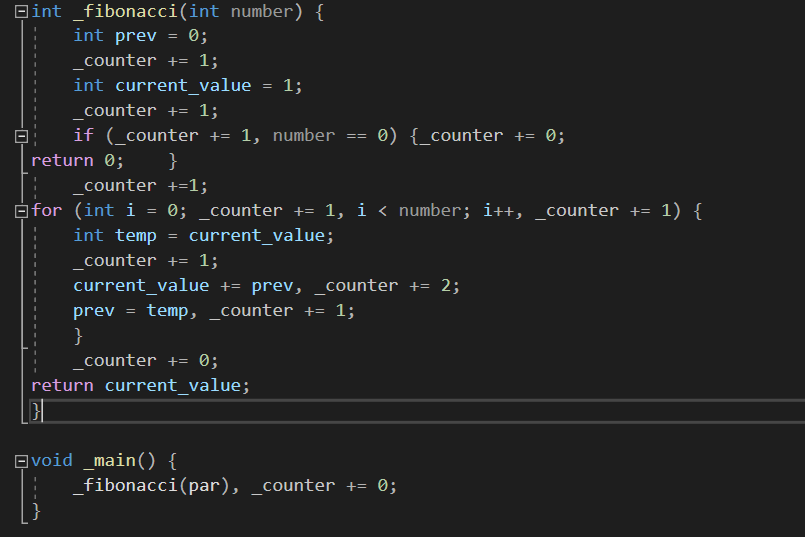 int _fibonacci(int number) {
    int prev = 0;
    _counter += 1;
    int current_value = 1;
    _counter += 1;
    if (_counter += 1, number == 0) {_counter += 0;
return 0;    }
    _counter +=1;
for (int i = 0; _counter += 1, i < number; i++, _counter += 1) {
    int temp = current_value;
    _counter += 1;
    current_value += prev, _counter += 2;
    prev = temp, _counter += 1;
    }
    _counter += 0;
return current_value;
}

void _main() {
    _fibonacci(par), _counter += 0;
}